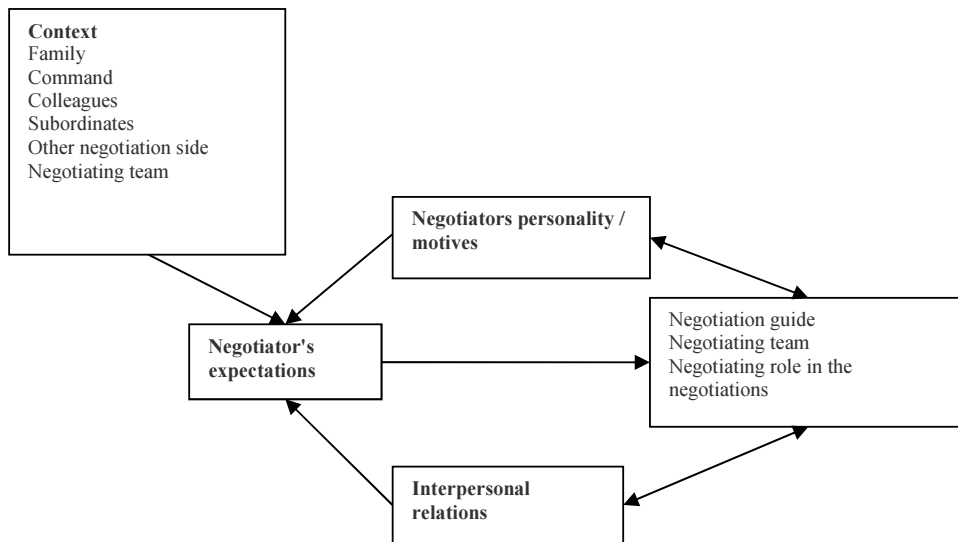 Context
Family
Command
Colleagues
Subordinates
Other negotiation side
Negotiating team
Negotiators personality /
motives
Negotiator's
expectations
Negotiation guide
Negotiating team
Negotiating role in the
negotiations
Interpersonal
relations